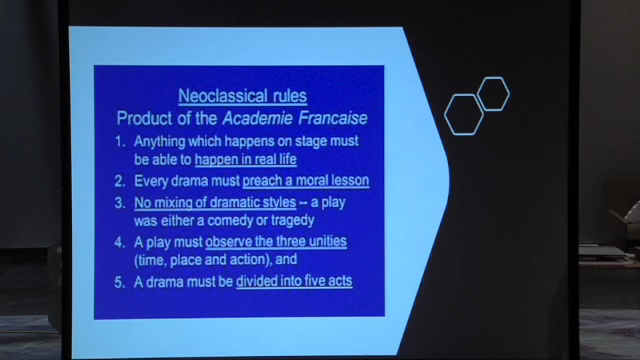 Neoclassical rules
Product of the Academie Francaise
1. Anything which happens on stage must
be able to happen in real life
2. Every drama must preach a moral lesson
3. No mixing of dramatic styles -- a play
was either a comedy or tragedy
4. A play must observe the three unities
(time, place and action), and
5. A drama must be divided into five acts